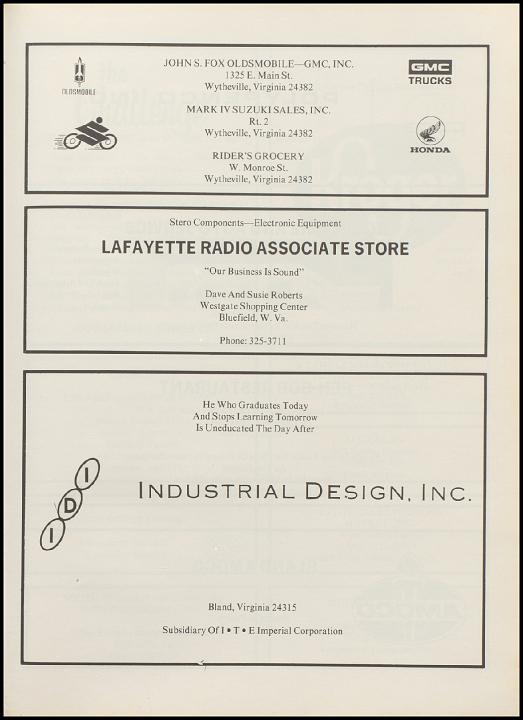 JOHN S. FOX OLDSMOBILE—GMC, INC.
1325 E. Main St.
Wytheville, Virginia 24382
OLDSMOBILE
GMC
TRUCKS
MARK IV SUZUKI SALES, INC.
Rt. 2
Wytheville, Virginia 24382
HONDA
RIDER'S GROCERY
W. Monroe St.
Wytheville, Virginia 24382
Stero Components—Electronic Equipment
LAFAYETTE RADIO ASSOCIATE STORE
"Our Business Is Sound"
Dave And Susie Roberts
Westgate Shopping Center
Bluefield, W. Va.
Phone: 325-3711
He Who Graduates Today
And Stops Learning Tomorrow
Is Uneducated The Day After
I D I
INDUSTRIAL DESIGN, INC.
Bland, Virginia 24315
Subsidiary Of I • T • E Imperial Corporation